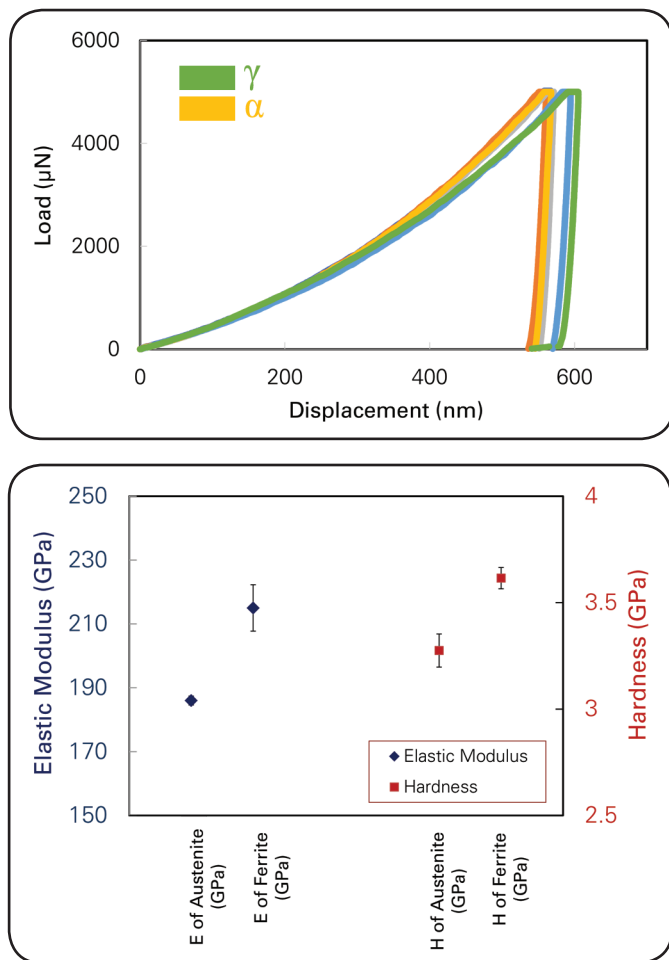 6000
4000
2000
0
Load (µN)
γ
α
0
200
400
600
Displacement (nm)
250
230
210
190
170
150
Elastic Modulus (GPa)
4
3.5
3
2.5
Hardness (GPa)
Elastic Modulus
Hardness
E of Austenite
(GPa)
E of Ferrite
(GPa)
H of Austenite
(GPa)
H of Ferrite
(GPa)